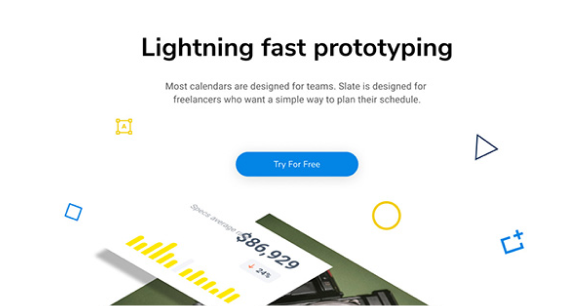 Lightning fast prototyping
Most calendars are designed for teams. Slate is designed for
freelancers who want a simple way to plan their schedule.
A
Try For Free
Specs average
$86,929
24%